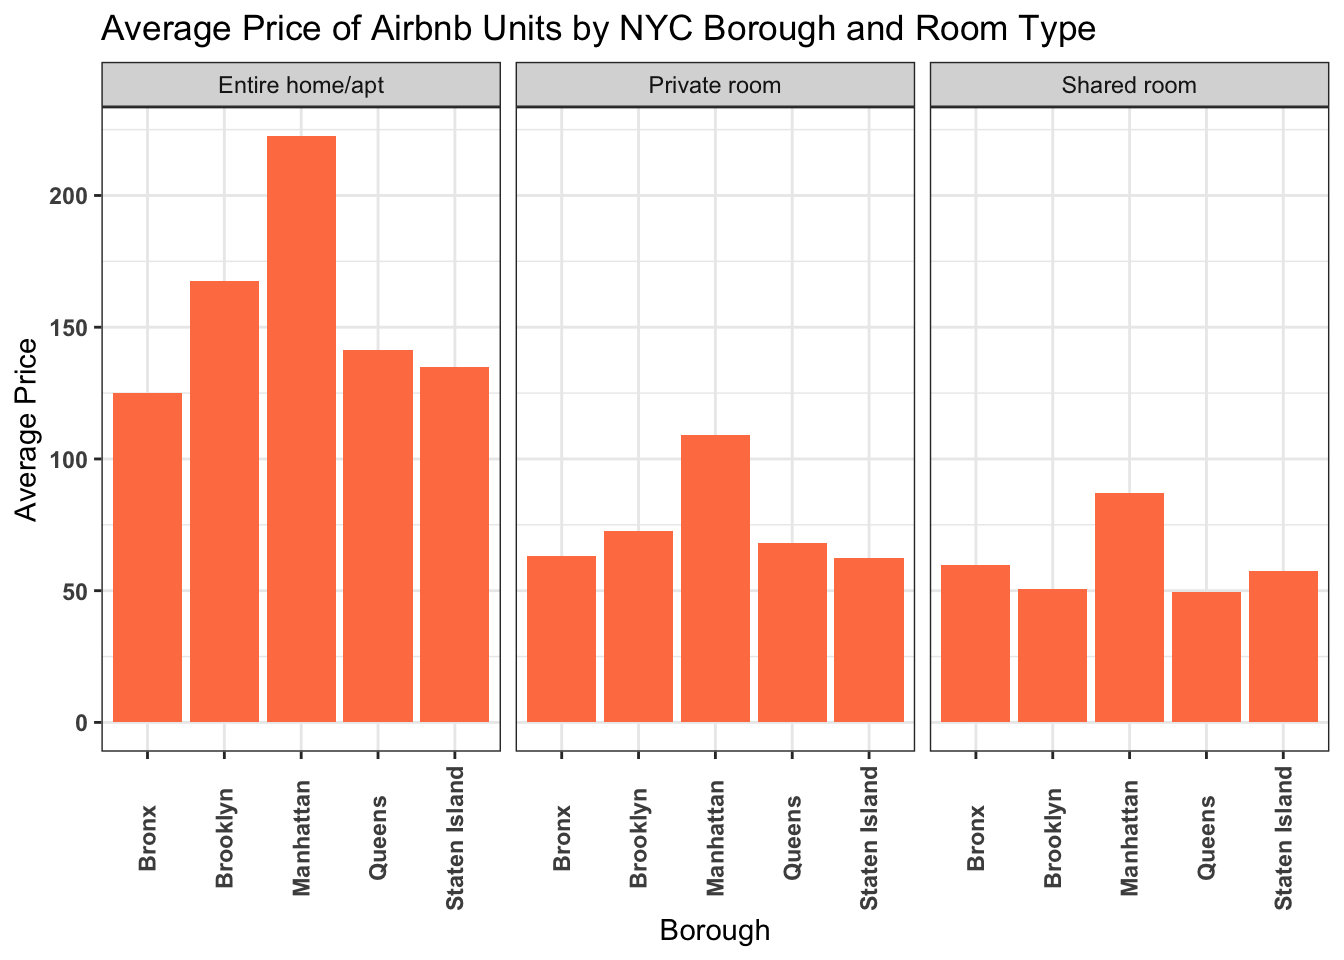 Average Price of Airbnb Units by NYC Borough and Room Type
Entire home/apt
Private room
Shared room
Average Price
200
150
100
50
0
Bronx
Brooklyn
Manhattan
Queens
Staten Island
Bronx
Brooklyn
Manhattan
Queens
Staten Island
Bronx
Brooklyn
Manhattan
Queens
Staten Island
Borough